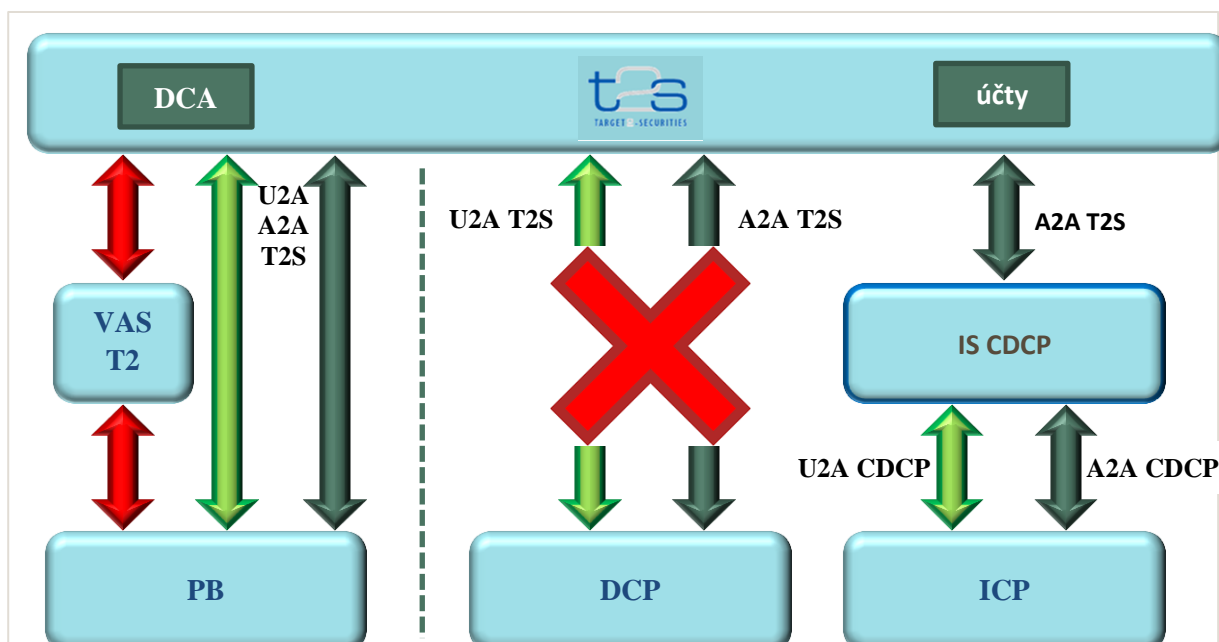 DCA
t2s
TARGET2-SECURITIES
účty
U2A
A2A
T2S
U2A T2S
A2A T2S
A2A T2S
VAS
T2
IS CDCP
U2A CDCP
A2A CDCP
PB
DCP
ICP